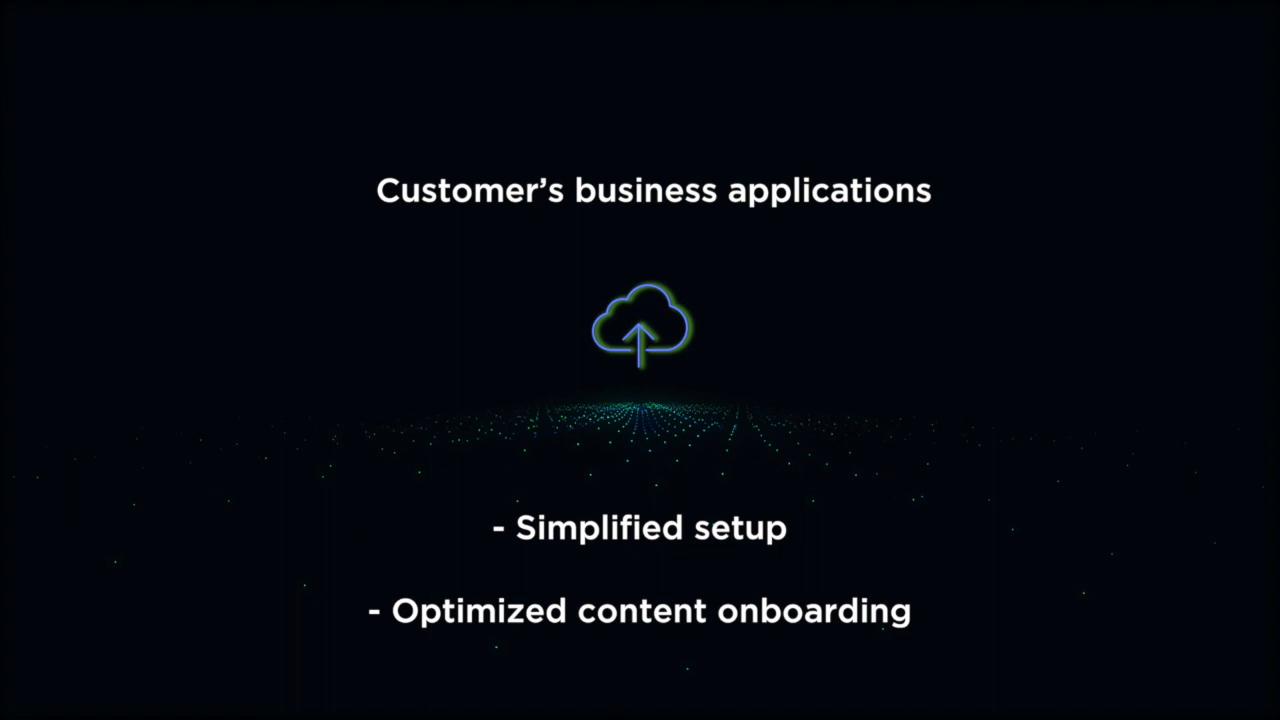 Customer’s business applications
- Simplified setup
- Optimized content onboarding